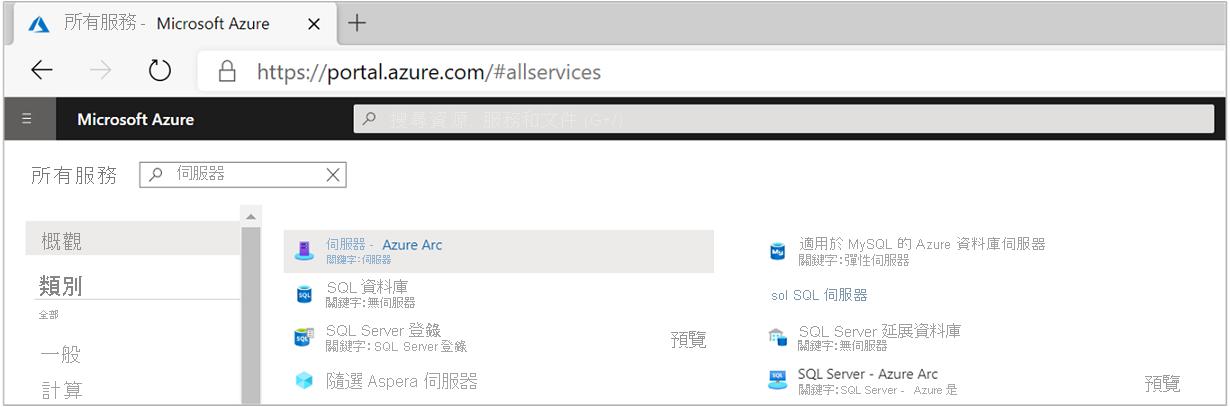 所有服務 - Microsoft Azure
https://portal.azure.com/#allservices
Microsoft Azure
搜尋資源、服務和文件 (G+/)
所有服務
伺服器
概觀
類別
全部
一般
計算
伺服器 - Azure Arc
關鍵字:伺服器
SQL 資料庫
關鍵字:無伺服器
SQL Server 登錄
關鍵字: SQL Server 登錄
預覽
隨選 Aspera 伺服器
適用於 MySQL 的 Azure 資料庫伺服器
關鍵字:彈性伺服器
sol SQL 伺服器
SQL Server 延展資料庫
關鍵字:無伺服器
SQL Server - Azure Arc
關鍵字:SQL Server - Azure 是
預覽